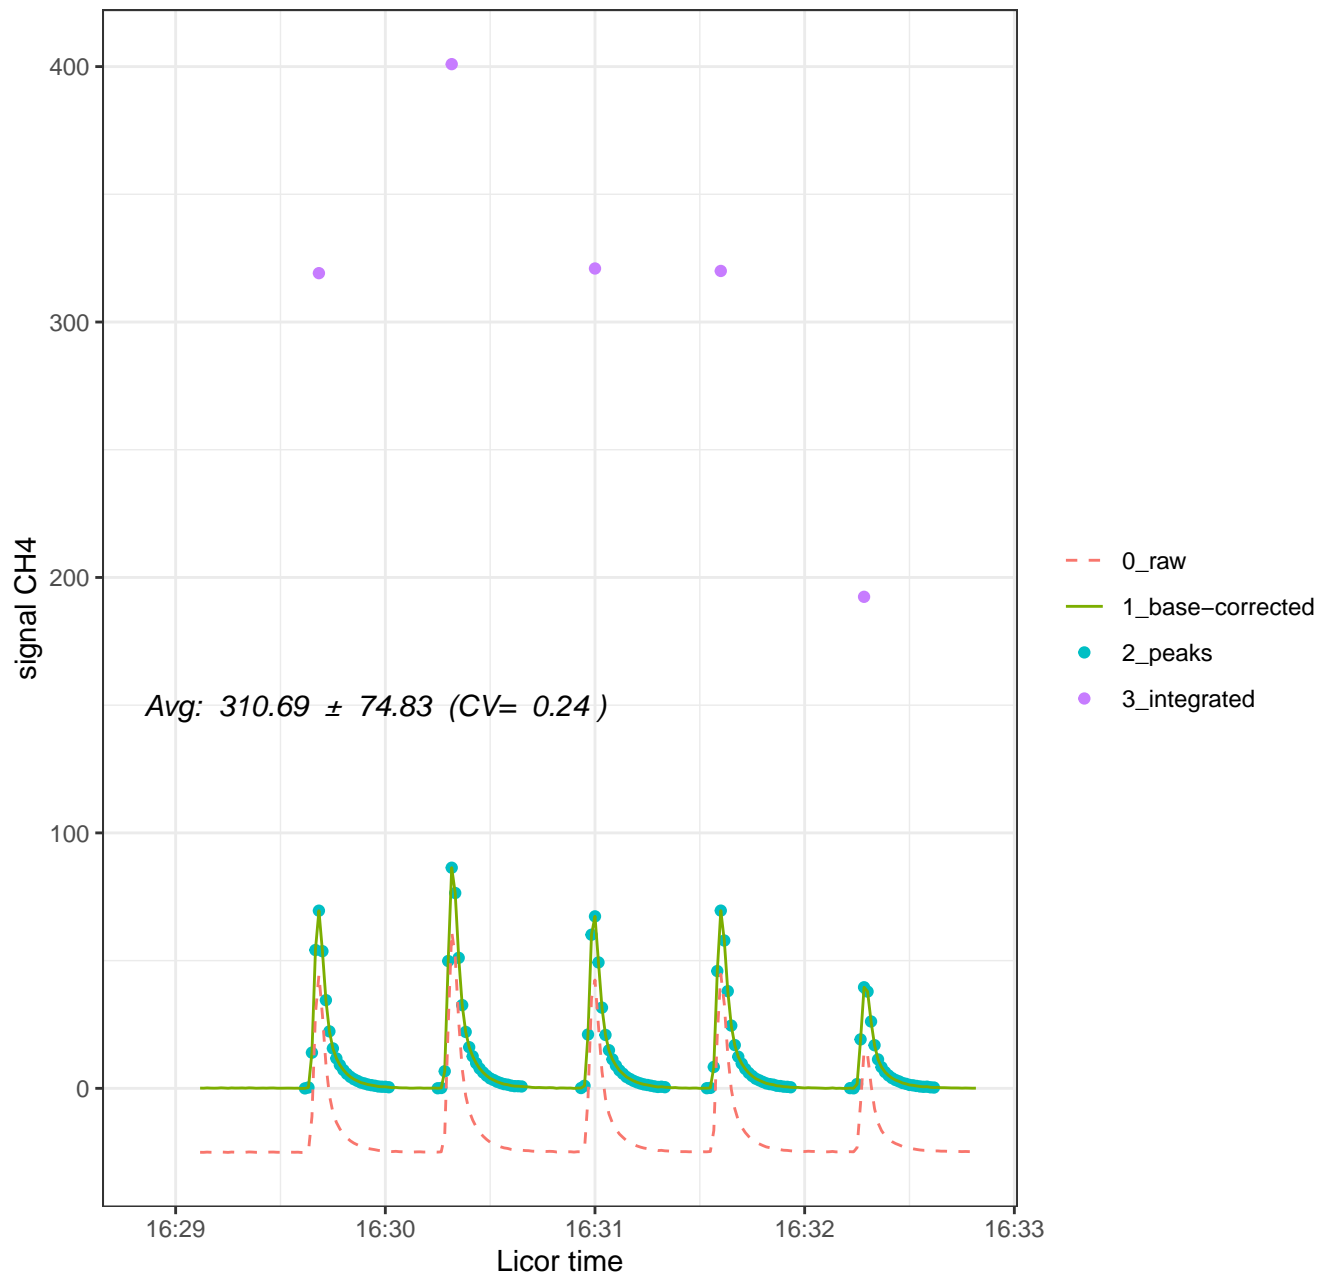 400
300
200
100
0
signal CH4
Avg: 310.69 ± 74.83 (CV= 0.24 )
16:29 16:30 16:31 16:32 16:33
Licor time
0_raw
1_base−corrected
2_peaks
3_integrated